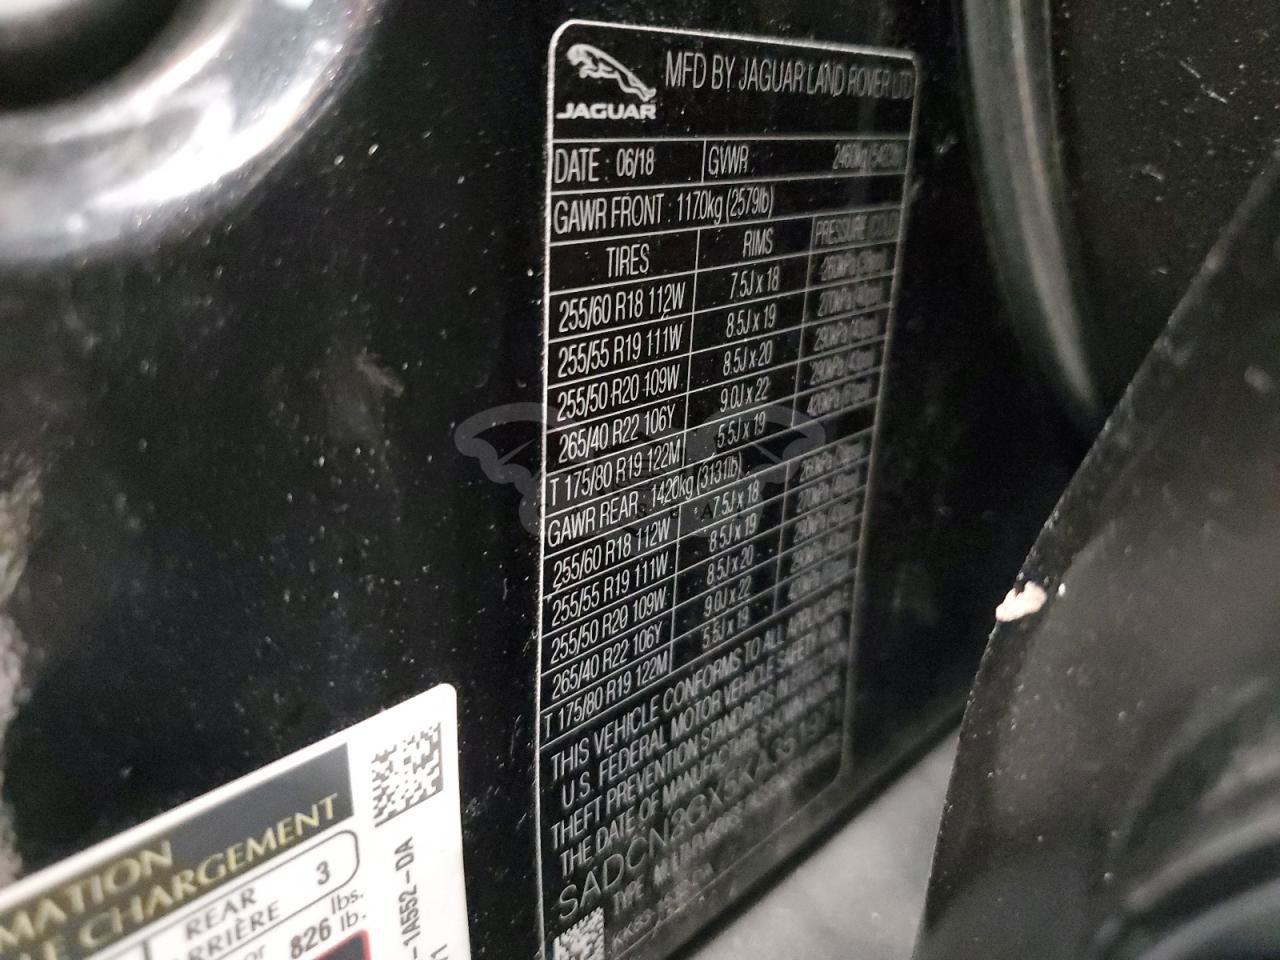 JAGUAR
MFD BY JAGUAR LAND ROVER LTD
DATE : 06/18 GVWR
GAWR FRONT : 1170kg (2579lb)
TIRES RIMS PRESSURE (COLD)
255/60 R18 112W 7.5J x 18
255/55 R19 111W 8.5J x 19
255/50 R20 109W 8.5J x 20
265/40 R22 106Y 9.0J x 22
T 175/80 R19 122M 5.5J x 19
GAWR REAR : 1420kg (3131lb)
255/60 R18 112W 7.5J x 18
255/55 R19 111W 8.5J x 19
255/50 R20 109W 8.5J x 20
265/40 R22 106Y 9.0J x 22
T 175/80 R19 122M 5.5J x 19
THIS VEHICLE CONFORMS TO ALL APPLICABLE
U.S. FEDERAL MOTOR VEHICLE SAFETY AND
THEFT PREVENTION STANDARDS IN EFFECT ON
THE DATE OF MANUFACTURE SHOWN ABOVE
TYPE
MATION
E CHARGEMENT
REAR 3
RRIÈRE
or 826 lbs.
lb.
-1A552-DA